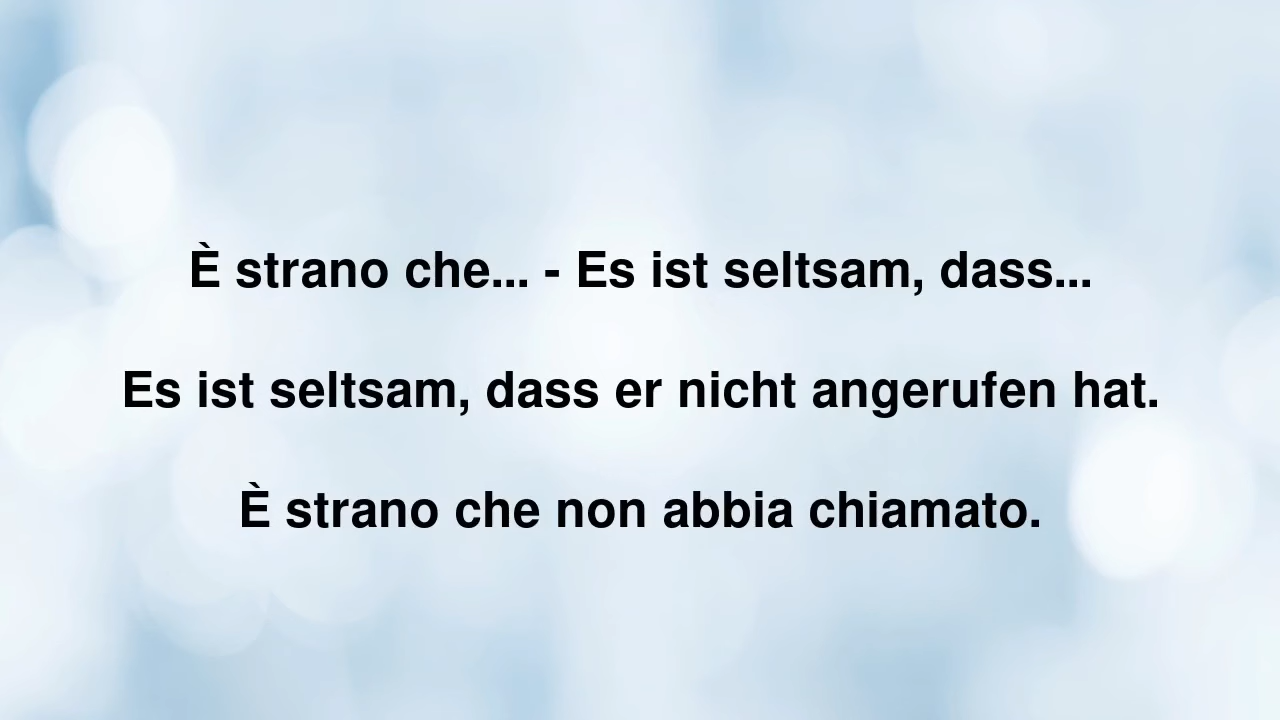 È strano che... - Es ist seltsam, dass...
Es ist seltsam, dass er nicht angerufen hat.
È strano che non abbia chiamato.